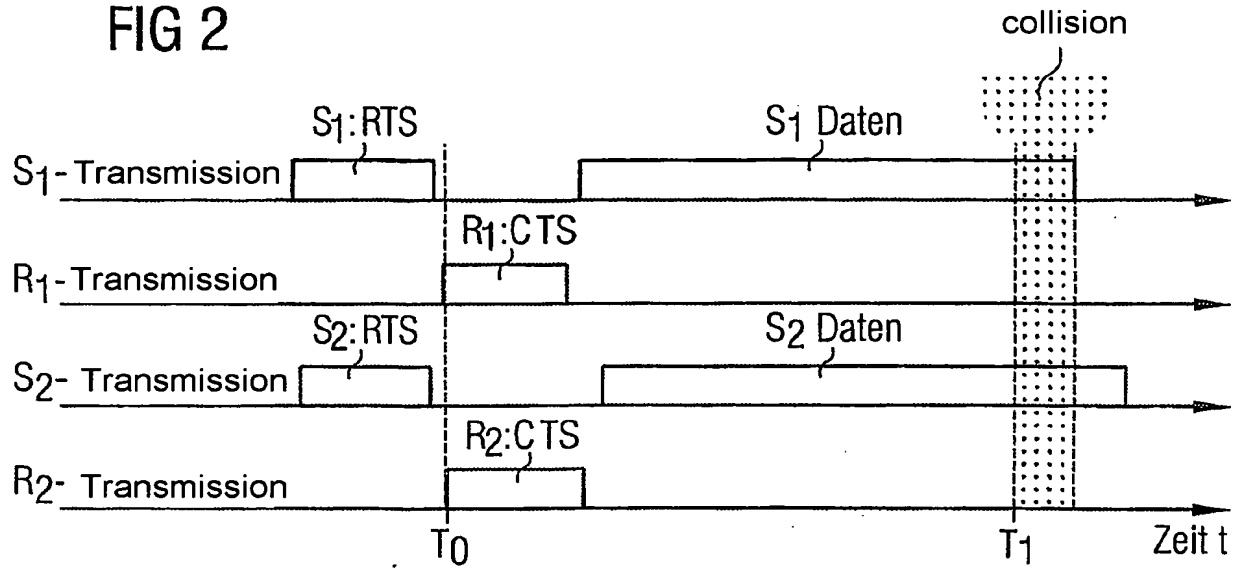 FIG 2
collision
S1:RTS
S1 Daten
S1- Transmission
R1:CTS
R1- Transmission
S2:RTS
S2 Daten
S2- Transmission
R2:CTS
R2- Transmission
T0
T1
Zeit t